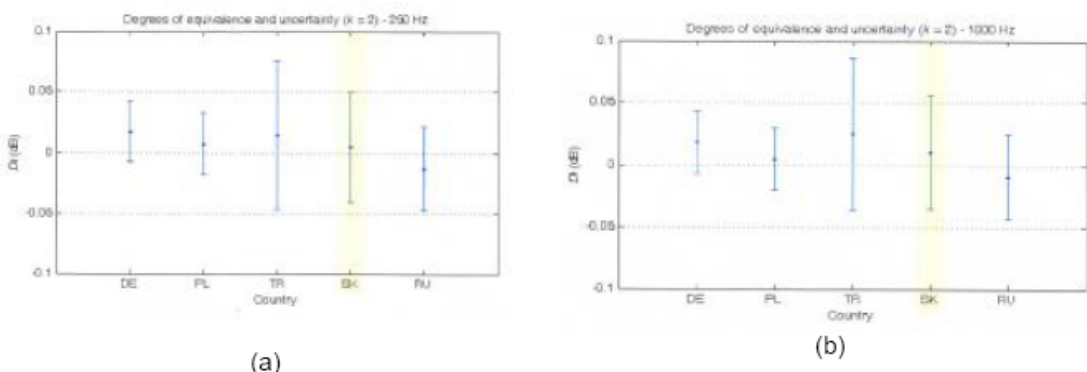 Degrees of equivalence and uncertainty (k = 2) - 250 Hz
0.1
0.05
0
-0.05
-0.1
Di (dB)
DE PL TR SK RU
Country
(a)
Degrees of equivalence and uncertainty (k = 2) - 1000 Hz
0.1
0.05
0
-0.05
-0.1
Di (dB)
DE PL TR SK RU
Country
(b)